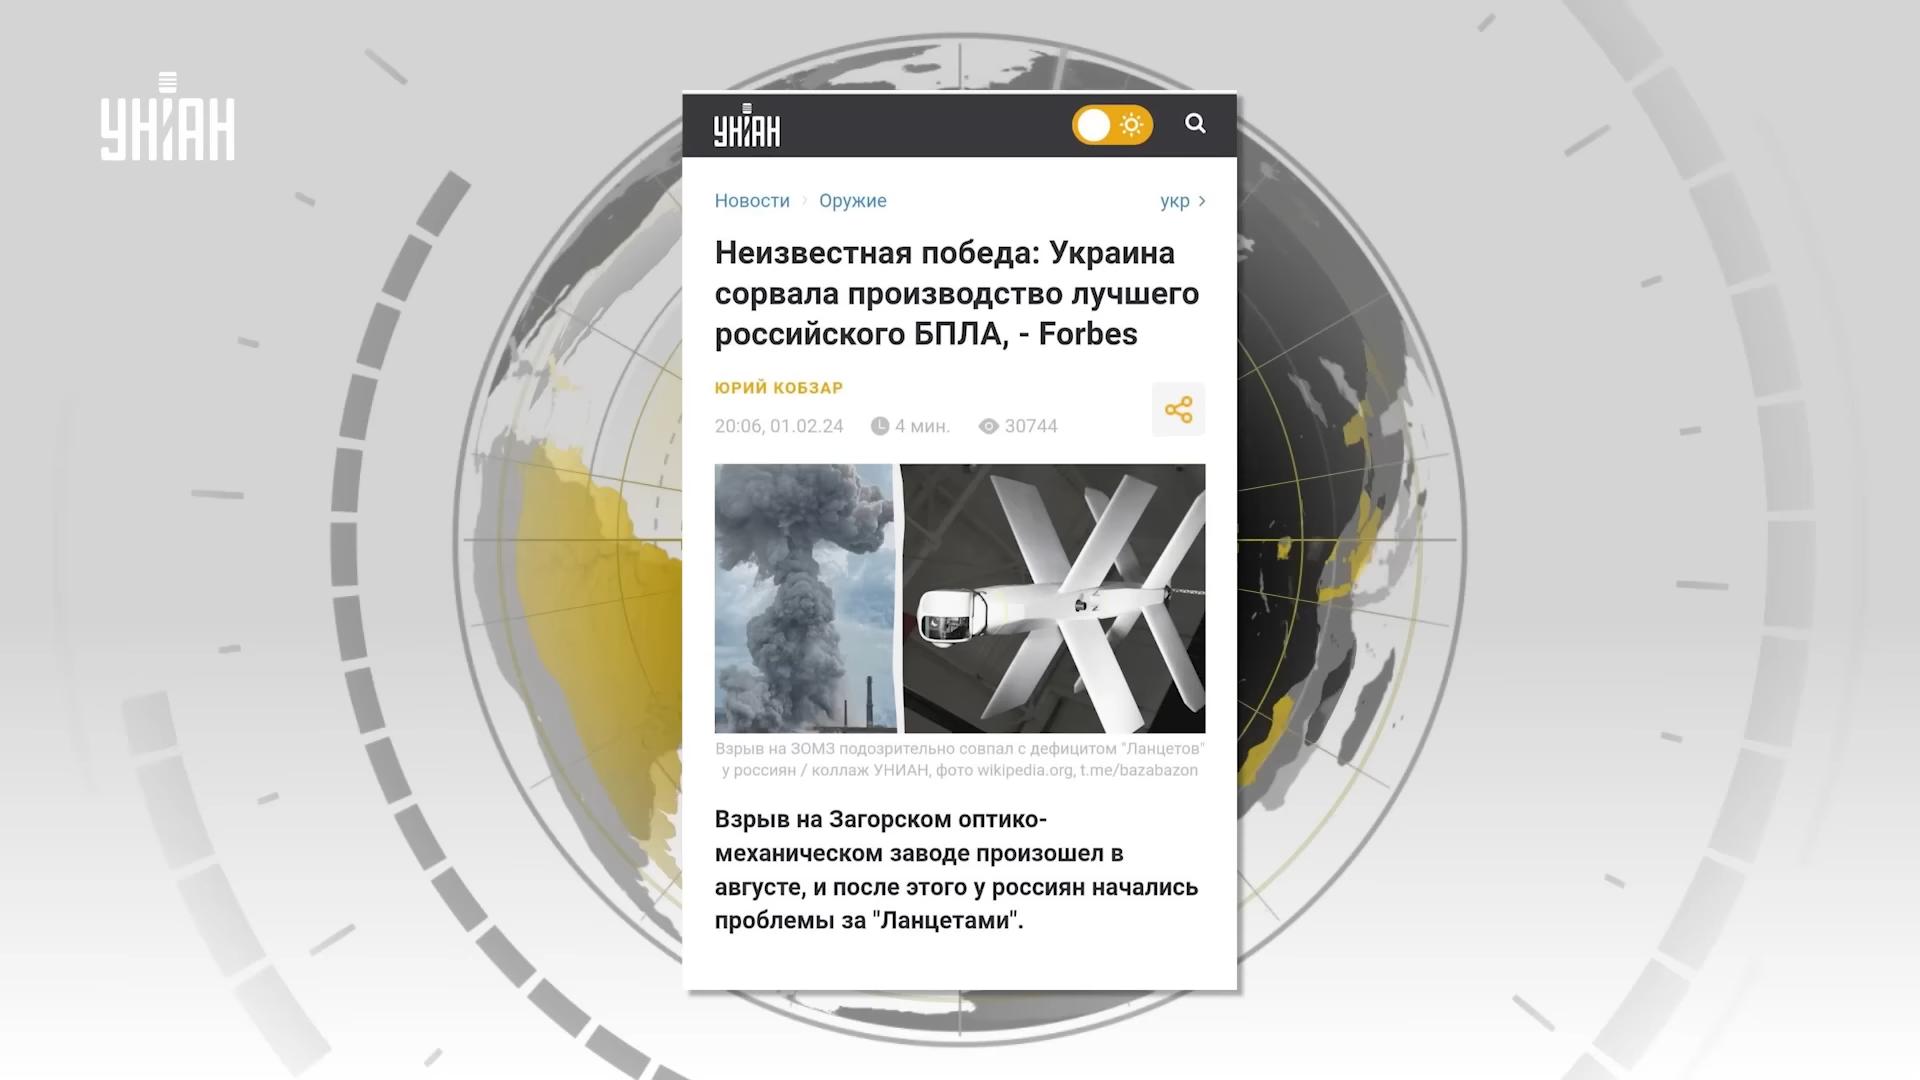 УНІАН
УНІАН
Новости
Оружие
укр
Неизвестная победа: Украина
сорвала производство лучшего
российского БПЛА, - Forbes
ЮРИЙ КОБЗАР
20:06, 01.02.24
4 мин.
30744
Взрыв на ЗОМЗ подозрительно совпал с дефицитом "Ланцетов"
у россиян / коллаж УНИАН, фото wikipedia.org, t.me/bazabazon
Взрыв на Загорском оптико-
механическом заводе произошел в
августе, и после этого у россиян начались
проблемы за "Ланцетами".